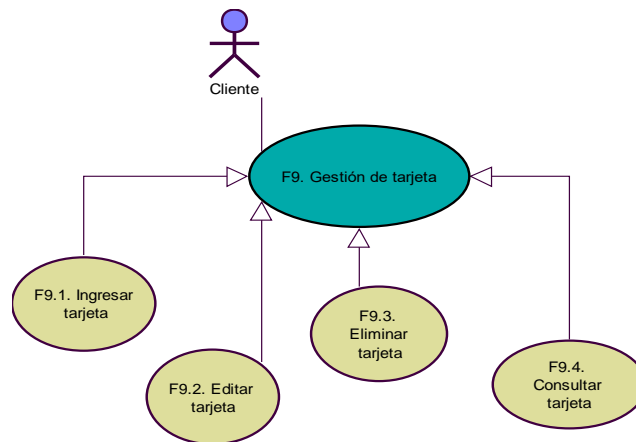 Cliente
F9. Gestión de tarjeta
F9.1. Ingresar
tarjeta
F9.2. Editar
tarjeta
F9.3.
Eliminar
tarjeta
F9.4.
Consultar
tarjeta